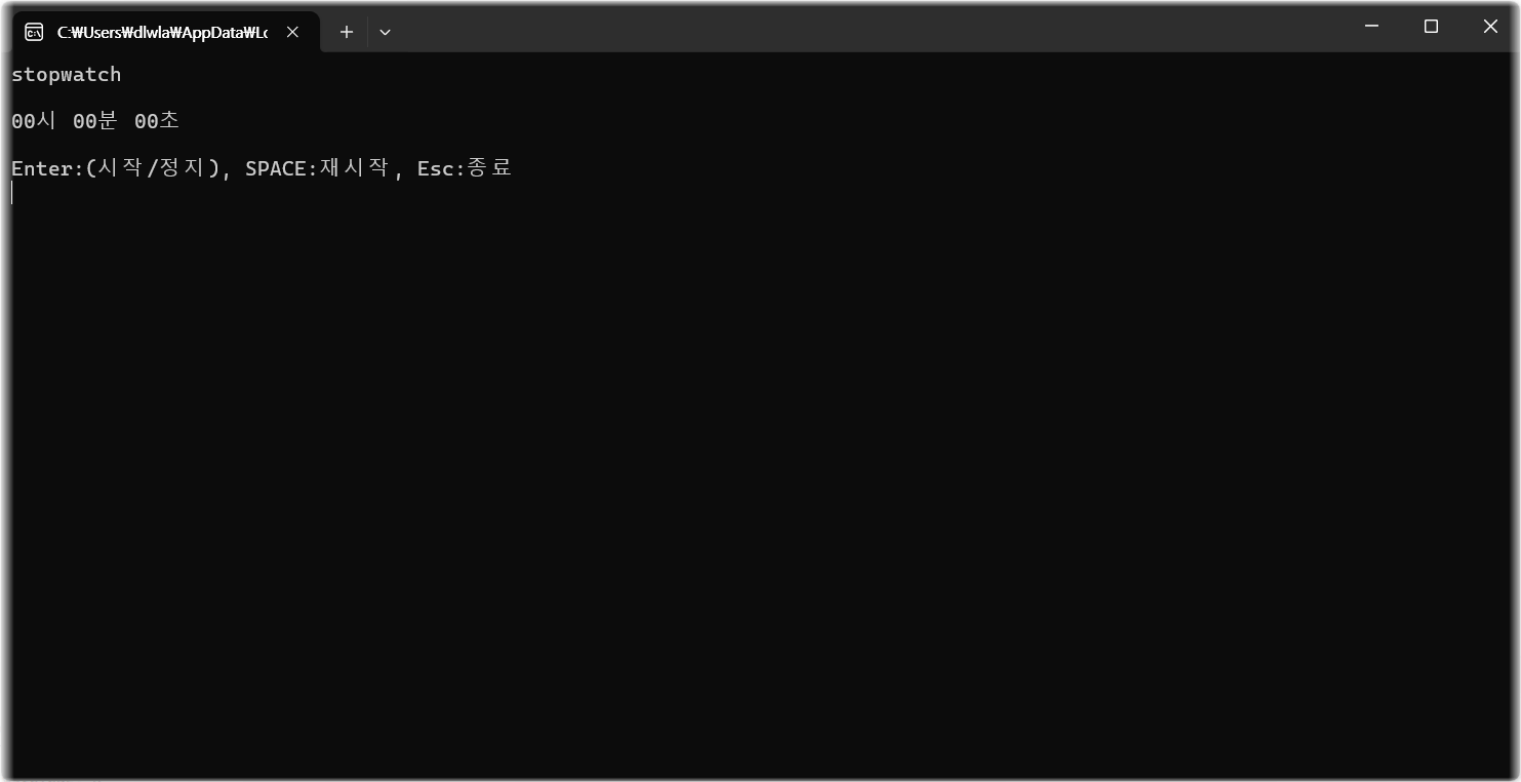 C:₩Users₩dlwla₩AppData₩Lo
stopwatch
00시 00분 00초
Enter:(시작/정지), SPACE:재시작, Esc:종료